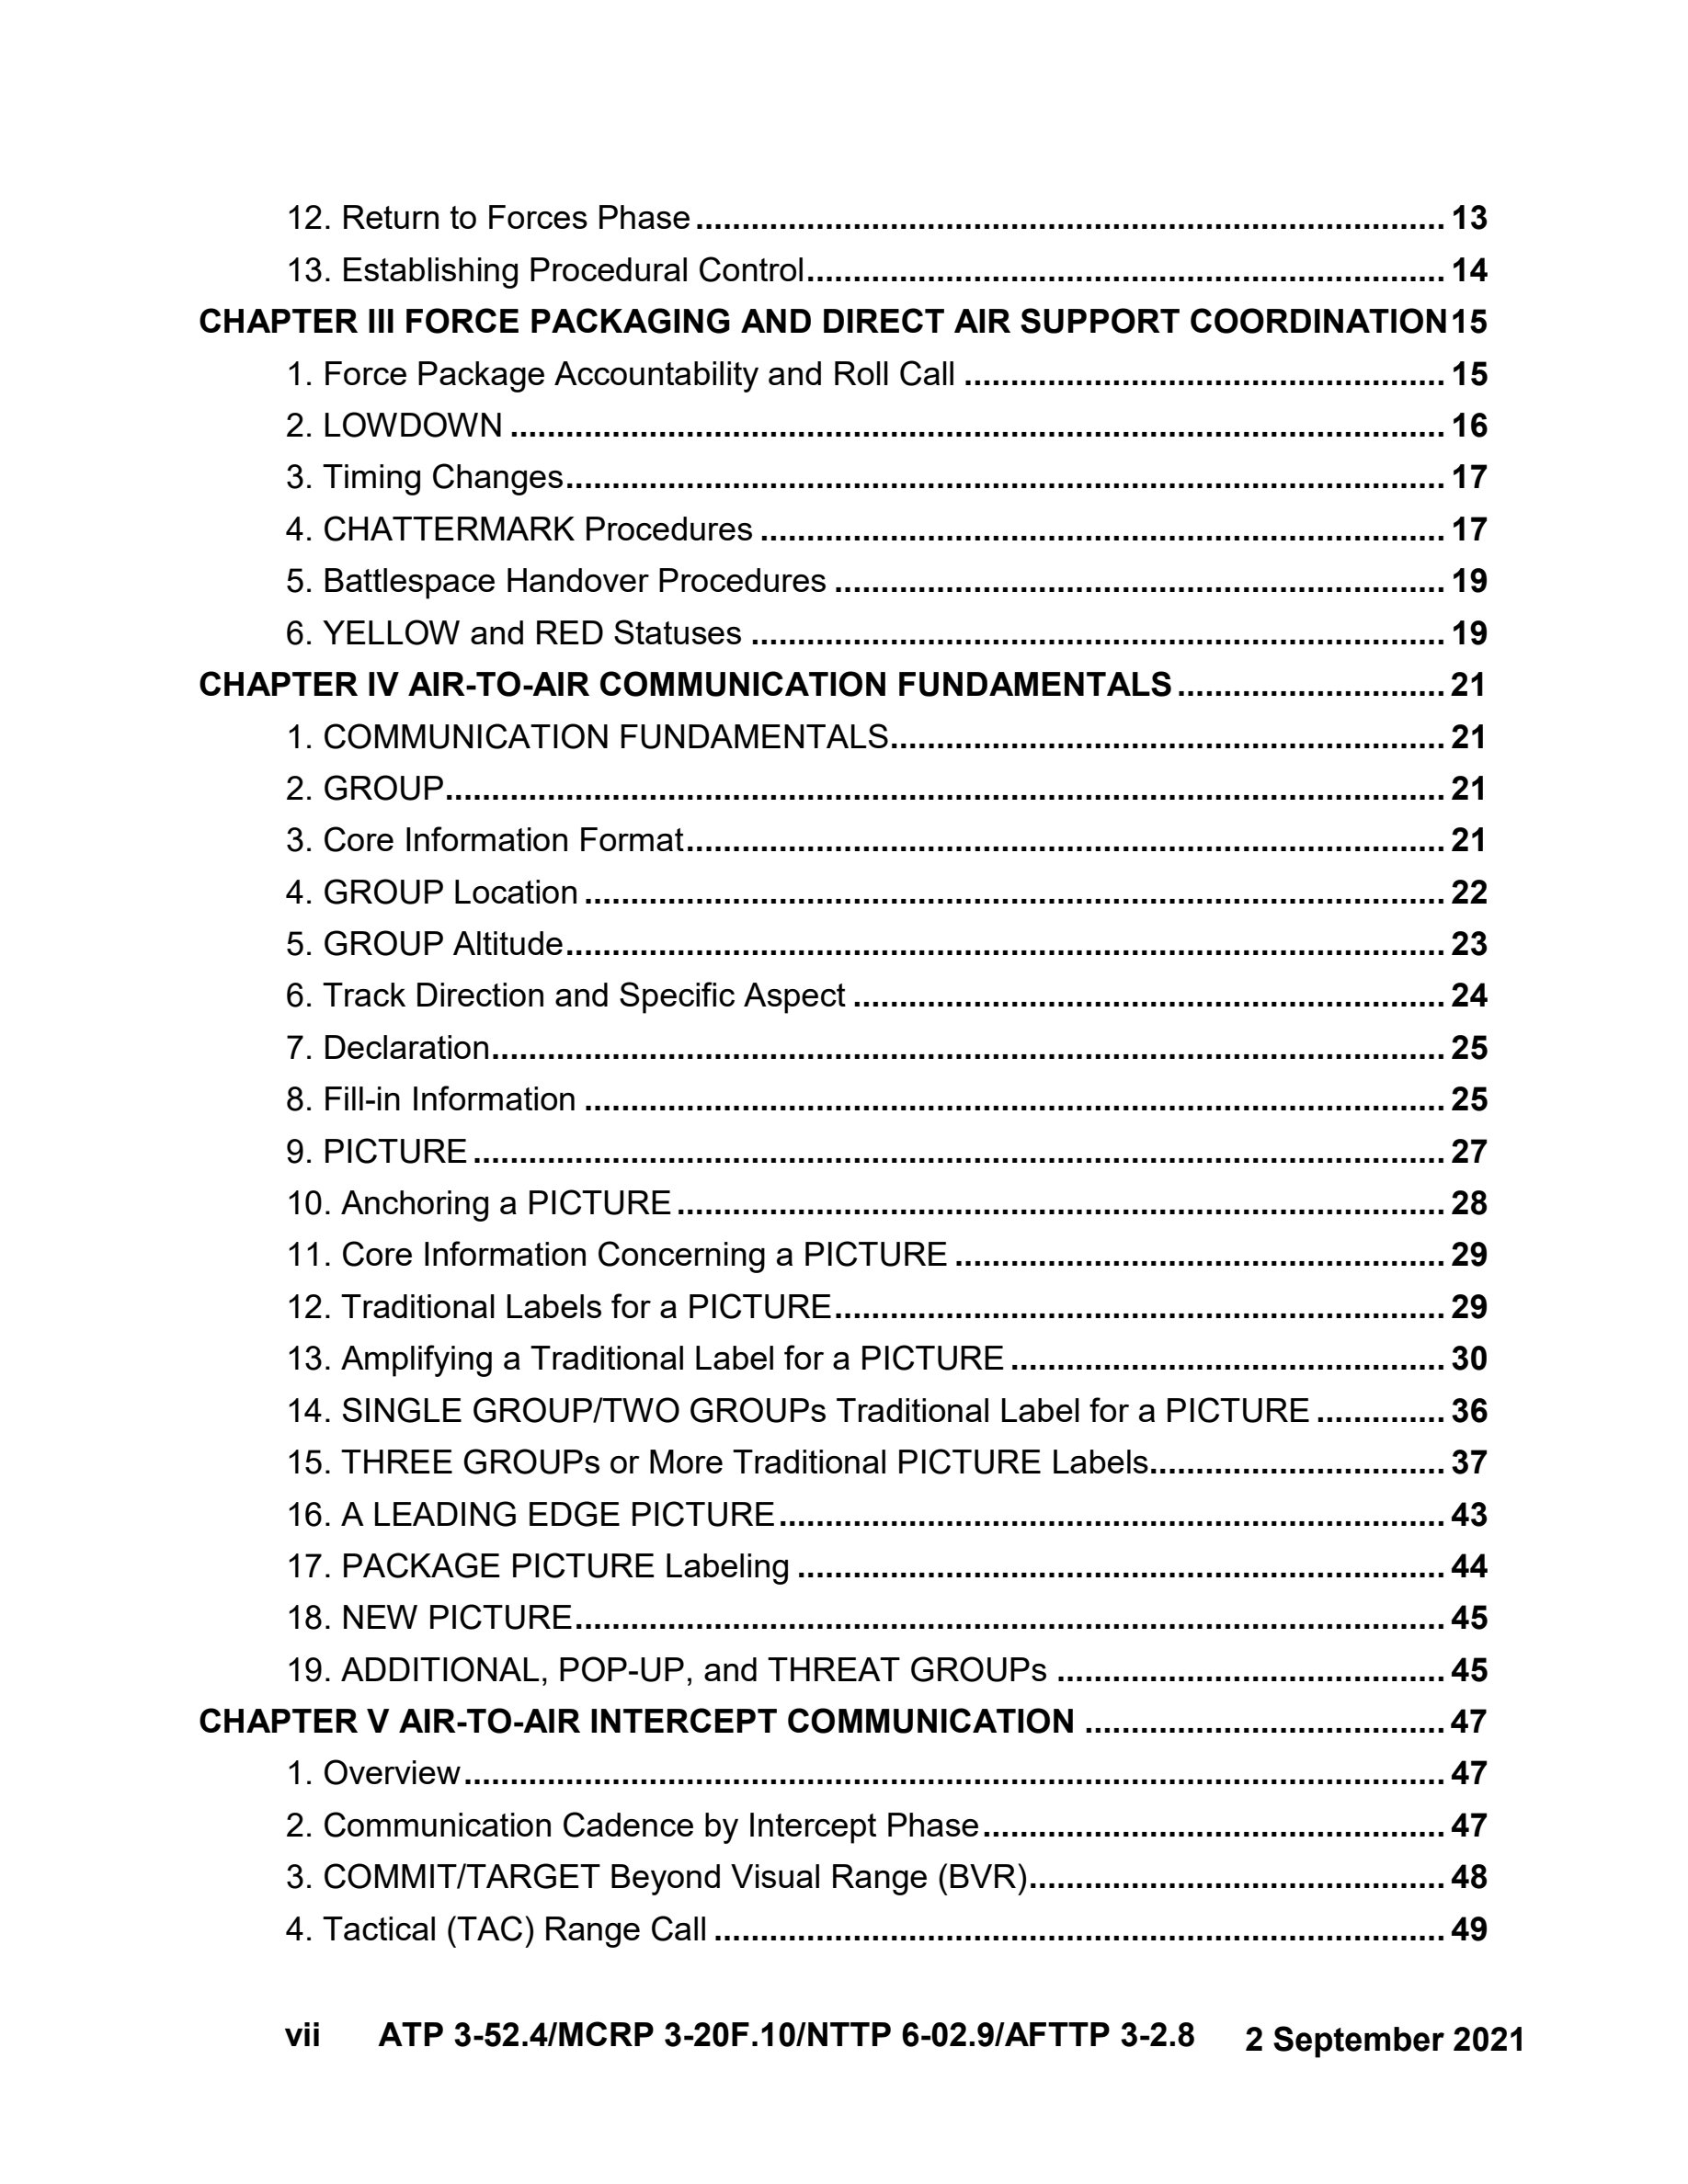 12. Return to Forces Phase ........ 13
13. Establishing Procedural Control ........ 14
CHAPTER III FORCE PACKAGING AND DIRECT AIR SUPPORT COORDINATION 15
1. Force Package Accountability and Roll Call ........ 15
2. LOWDOWN ........ 16
3. Timing Changes ........ 17
4. CHATTERMARK Procedures ........ 17
5. Battlespace Handover Procedures ........ 19
6. YELLOW and RED Statuses ........ 19
CHAPTER IV AIR-TO-AIR COMMUNICATION FUNDAMENTALS ........ 21
1. COMMUNICATION FUNDAMENTALS ........ 21
2. GROUP ........ 21
3. Core Information Format ........ 21
4. GROUP Location ........ 22
5. GROUP Altitude ........ 23
6. Track Direction and Specific Aspect ........ 24
7. Declaration ........ 25
8. Fill-in Information ........ 25
9. PICTURE ........ 27
10. Anchoring a PICTURE ........ 28
11. Core Information Concerning a PICTURE ........ 29
12. Traditional Labels for a PICTURE ........ 29
13. Amplifying a Traditional Label for a PICTURE ........ 30
14. SINGLE GROUP/TWO GROUPs Traditional Label for a PICTURE ........ 36
15. THREE GROUPs or More Traditional PICTURE Labels ........ 37
16. A LEADING EDGE PICTURE ........ 43
17. PACKAGE PICTURE Labeling ........ 44
18. NEW PICTURE ........ 45
19. ADDITIONAL, POP-UP, and THREAT GROUPs ........ 45
CHAPTER V AIR-TO-AIR INTERCEPT COMMUNICATION ........ 47
1. Overview ........ 47
2. Communication Cadence by Intercept Phase ........ 47
3. COMMIT/TARGET Beyond Visual Range (BVR) ........ 48
4. Tactical (TAC) Range Call ........ 49
vii ATP 3-52.4/MCRP 3-20F.10/NTTP 6-02.9/AFTTP 3-2.8 2 September 2021